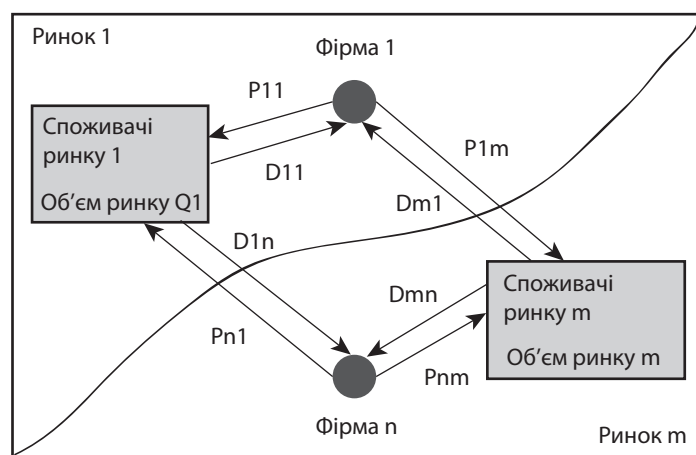 Ринок 1
Фірма 1
P11
Споживачі
ринку 1
Об’єм ринку Q1
D11
P1m
Dm1
D1n
Pn1
Dmn
Pnm
Споживачі
ринку m
Об’єм ринку m
Фірма n
Ринок m